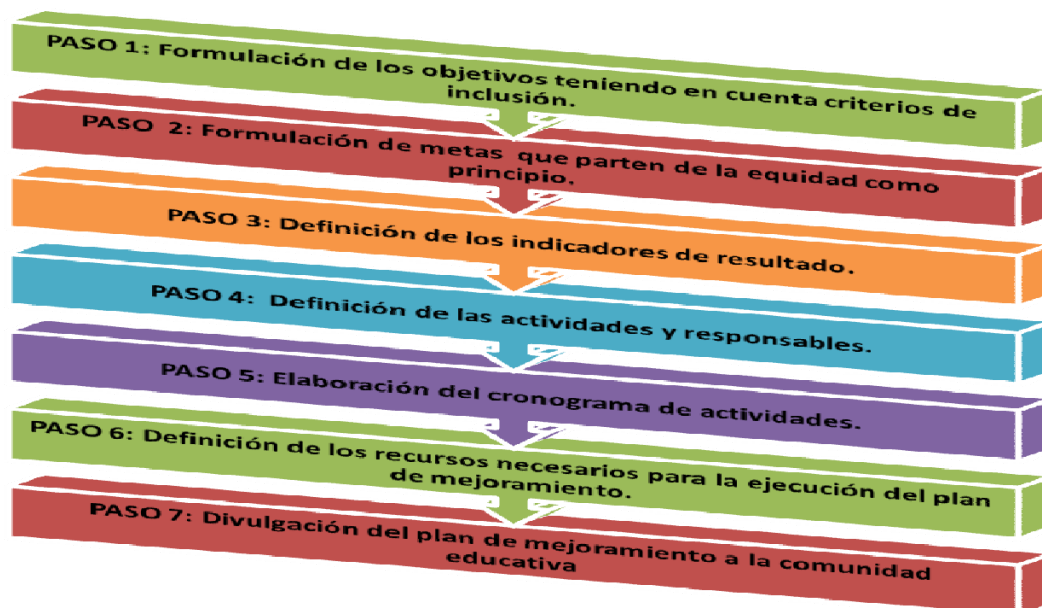 PASO 1: Formulación de los objetivos teniendo en cuenta criterios de
inclusión.
PASO 2: Formulación de metas que parten de la equidad como
principio.
PASO 3: Definición de los indicadores de resultado.
PASO 4: Definición de las actividades y responsables.
PASO 5: Elaboración del cronograma de actividades.
PASO 6: Definición de los recursos necesarios para la ejecución del plan
de mejoramiento.
PASO 7: Divulgación del plan de mejoramiento a la comunidad
educativa